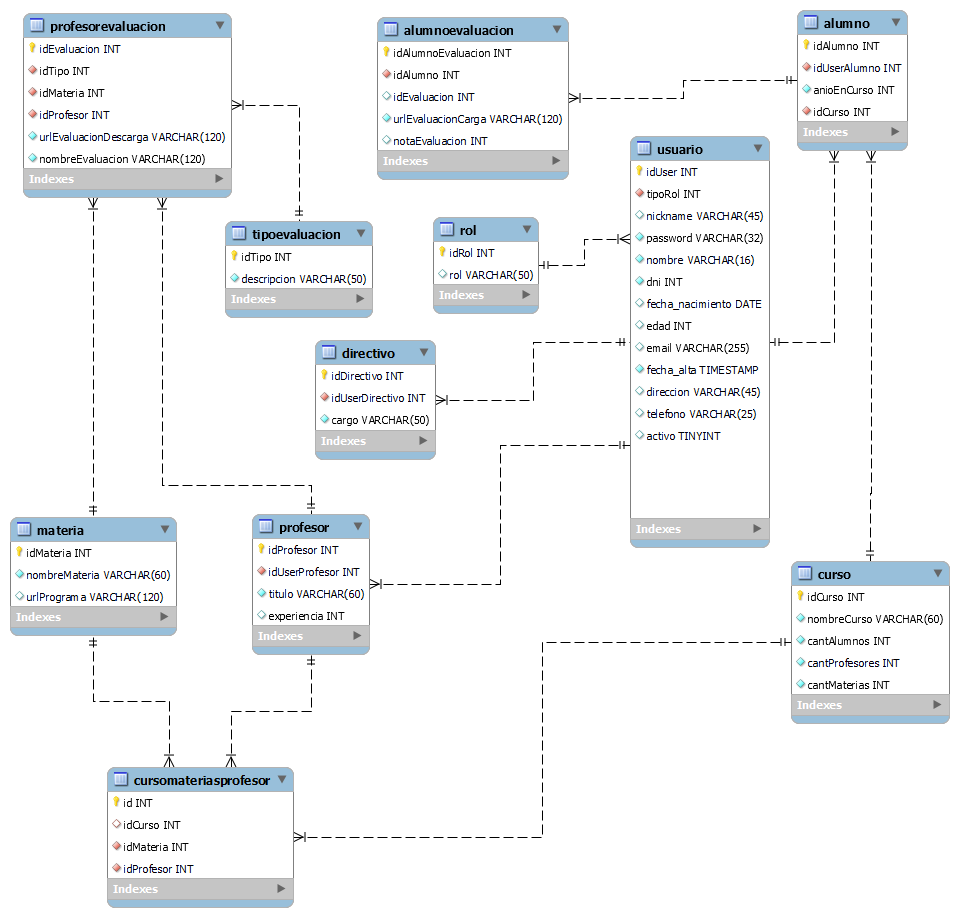 profesorevaluacion
idEvaluacion INT
idTipo INT
idMateria INT
idProfesor INT
urlEvaluacionDescarga VARCHAR(120)
nombreEvaluacion VARCHAR(120)
Indexes
alumnoevaluacion
idAlumnoEvaluacion INT
idAlumno INT
idEvaluacion INT
urlEvaluacionCarga VARCHAR(120)
notaEvaluacion INT
Indexes
alumno
idAlumno INT
idUserAlumno INT
anioEnCurso INT
idCurso INT
Indexes
usuario
idUser INT
tipoRol INT
nickname VARCHAR(45)
password VARCHAR(32)
nombre VARCHAR(16)
dni INT
fecha_nacimiento DATE
edad INT
email VARCHAR(255)
fecha_alta TIMESTAMP
direccion VARCHAR(45)
telefono VARCHAR(25)
activo TINYINT
Indexes
tipoevaluacion
idTipo INT
descripcion VARCHAR(50)
Indexes
rol
idRol INT
rol VARCHAR(50)
Indexes
directivo
idDirectivo INT
idUserDirectivo INT
cargo VARCHAR(50)
Indexes
materia
idMateria INT
nombreMateria VARCHAR(60)
urlPrograma VARCHAR(120)
Indexes
profesor
idProfesor INT
idUserProfesor INT
titulo VARCHAR(60)
experiencia INT
Indexes
curso
idCurso INT
nombreCurso VARCHAR(60)
cantAlumnos INT
cantProfesores INT
cantMaterias INT
Indexes
cursomateriasprofesor
id INT
idCurso INT
idMateria INT
idProfesor INT
Indexes